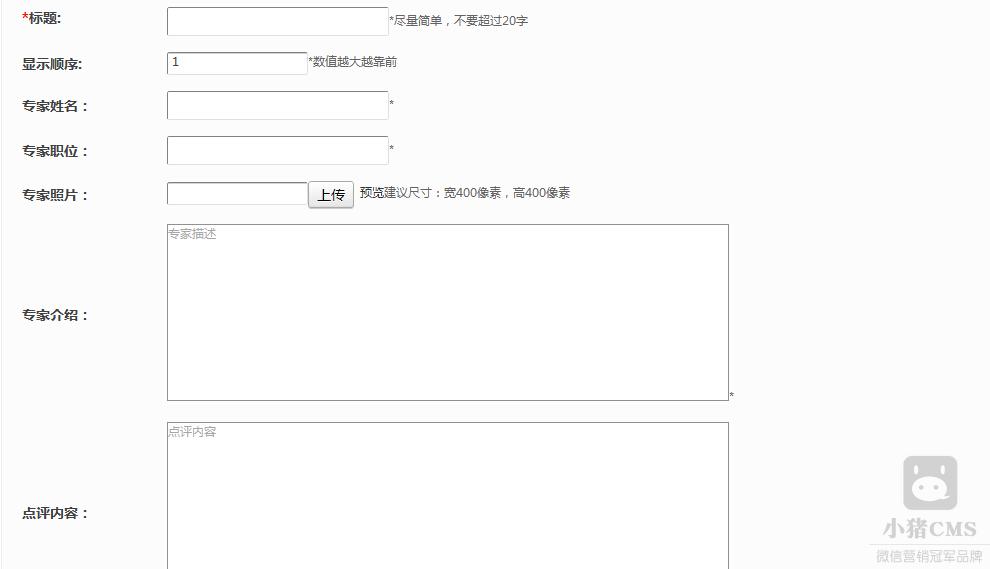 *标题: *尽量简单，不要超过20字
显示顺序: 1 *数值越大越靠前
专家姓名： *
专家职位： *
专家照片： 上传 预览建议尺寸：宽400像素，高400像素
专家描述
专家介绍：
*
点评内容
点评内容：
小猪CMS
微信营销冠军品牌